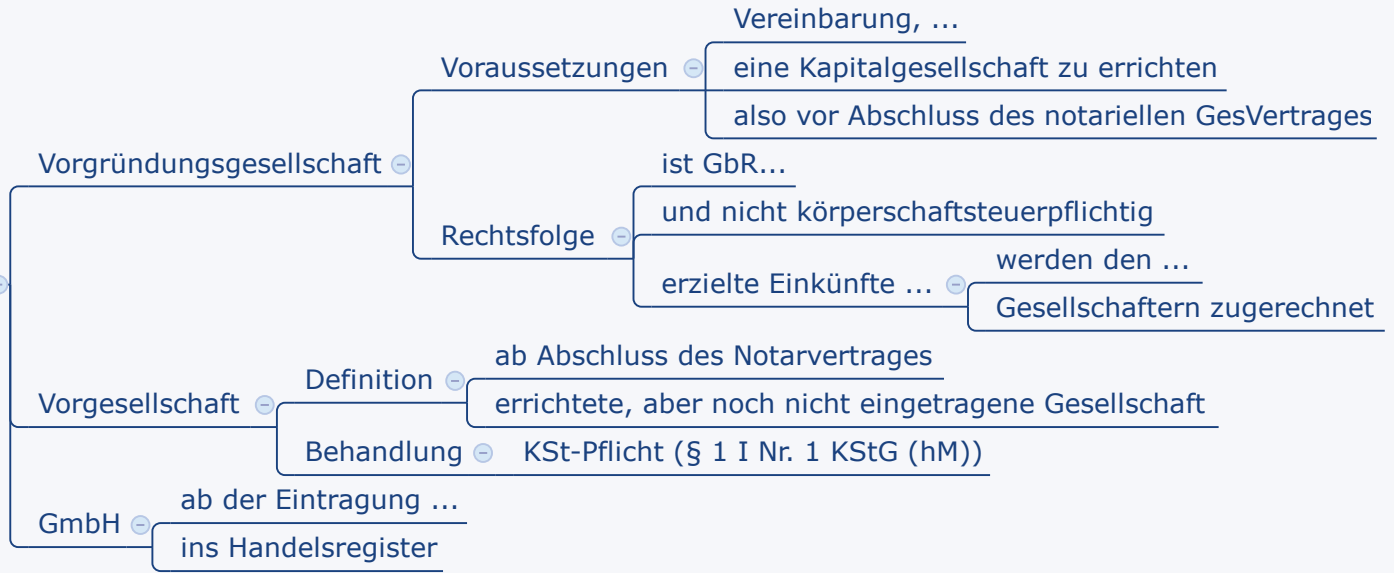 Vorgründungsgesellschaft
Voraussetzungen
Vereinbarung, ...
eine Kapitalgesellschaft zu errichten
also vor Abschluss des notariellen GesVertrages
Rechtsfolge
ist GbR...
und nicht körperschaftsteuerpflichtig
erzielte Einkünfte ...
werden den ...
Gesellschaftern zugerechnet
Vorgesellschaft
Definition
ab Abschluss des Notarvertrages
errichtete, aber noch nicht eingetragene Gesellschaft
Behandlung
KSt-Pflicht (§ 1 I Nr. 1 KStG (hM))
GmbH
ab der Eintragung ...
ins Handelsregister